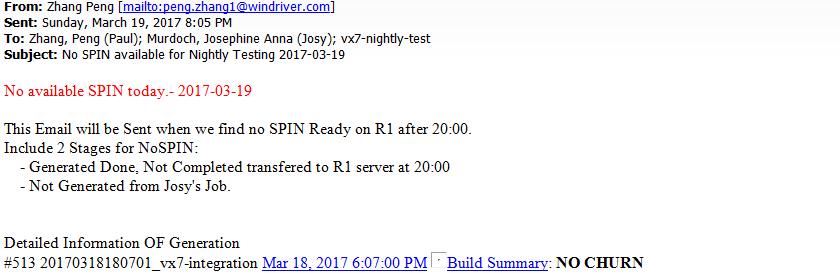 From: Zhang Peng [mailto:peng.zhang1@windriver.com]
Sent: Sunday, March 19, 2017 8:05 PM
To: Zhang, Peng (Paul); Murdoch, Josephine Anna (Josy); vx7-nightly-test
Subject: No SPIN available for Nightly Testing 2017-03-19
No available SPIN today.- 2017-03-19
This Email will be Sent when we find no SPIN Ready on R1 after 20:00.
Include 2 Stages for NoSPIN:
- Generated Done, Not Completed transfered to R1 server at 20:00
- Not Generated from Josy's Job.
Detailed Information OF Generation
#513 20170318180701_vx7-integration Mar 18, 2017 6:07:00 PM Build Summary: NO CHURN